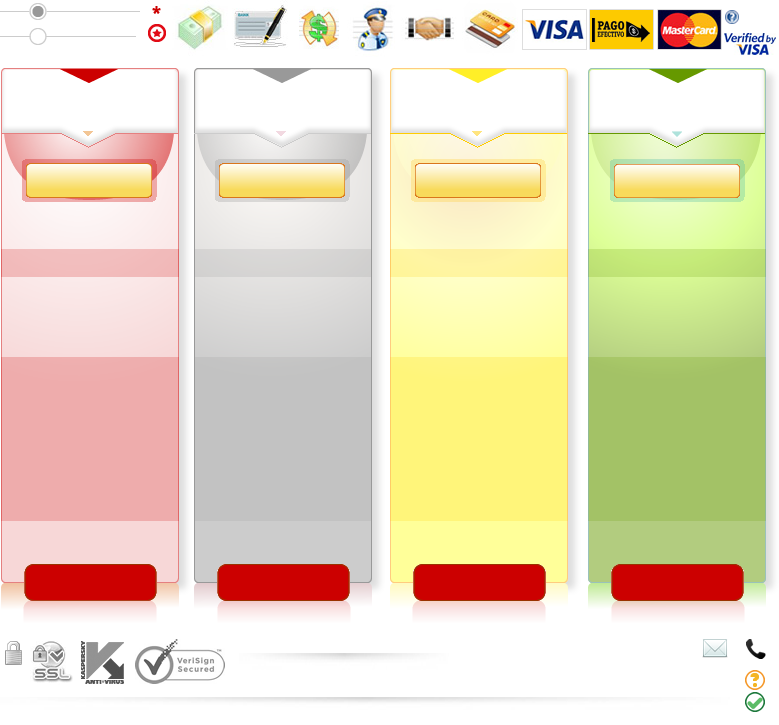 BANK
VISA
PAGO
EFECTIVO
MasterCard
Verified by
VISA
SSL
KASPERSKY
ANTI-VIRUS
VeriSign
Secured